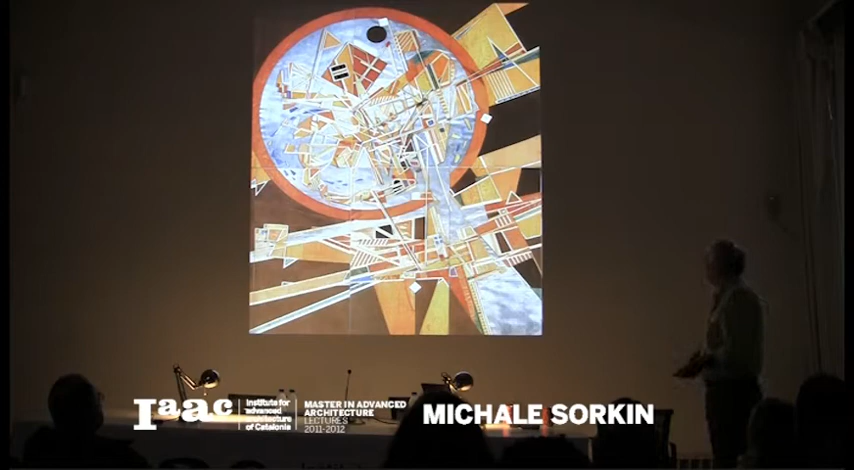 Iaac
Institute for
advanced
architecture
of Catalonia
MASTER IN ADVANCED
ARCHITECTURE
LECTURES
2011-2012
MICHALE SORKIN